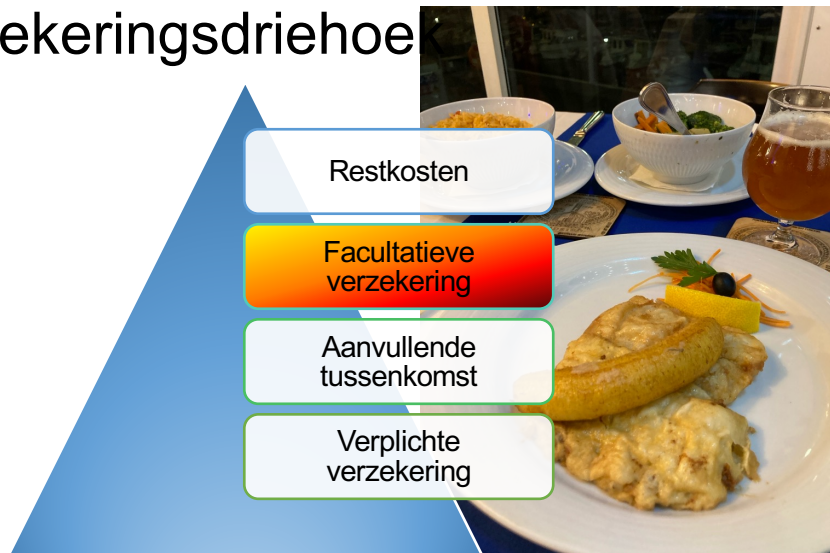 ekeringsdriehoek
Restkosten
Facultatieve
verzekering
Aanvullende
tussenkomst
Verplichte
verzekering